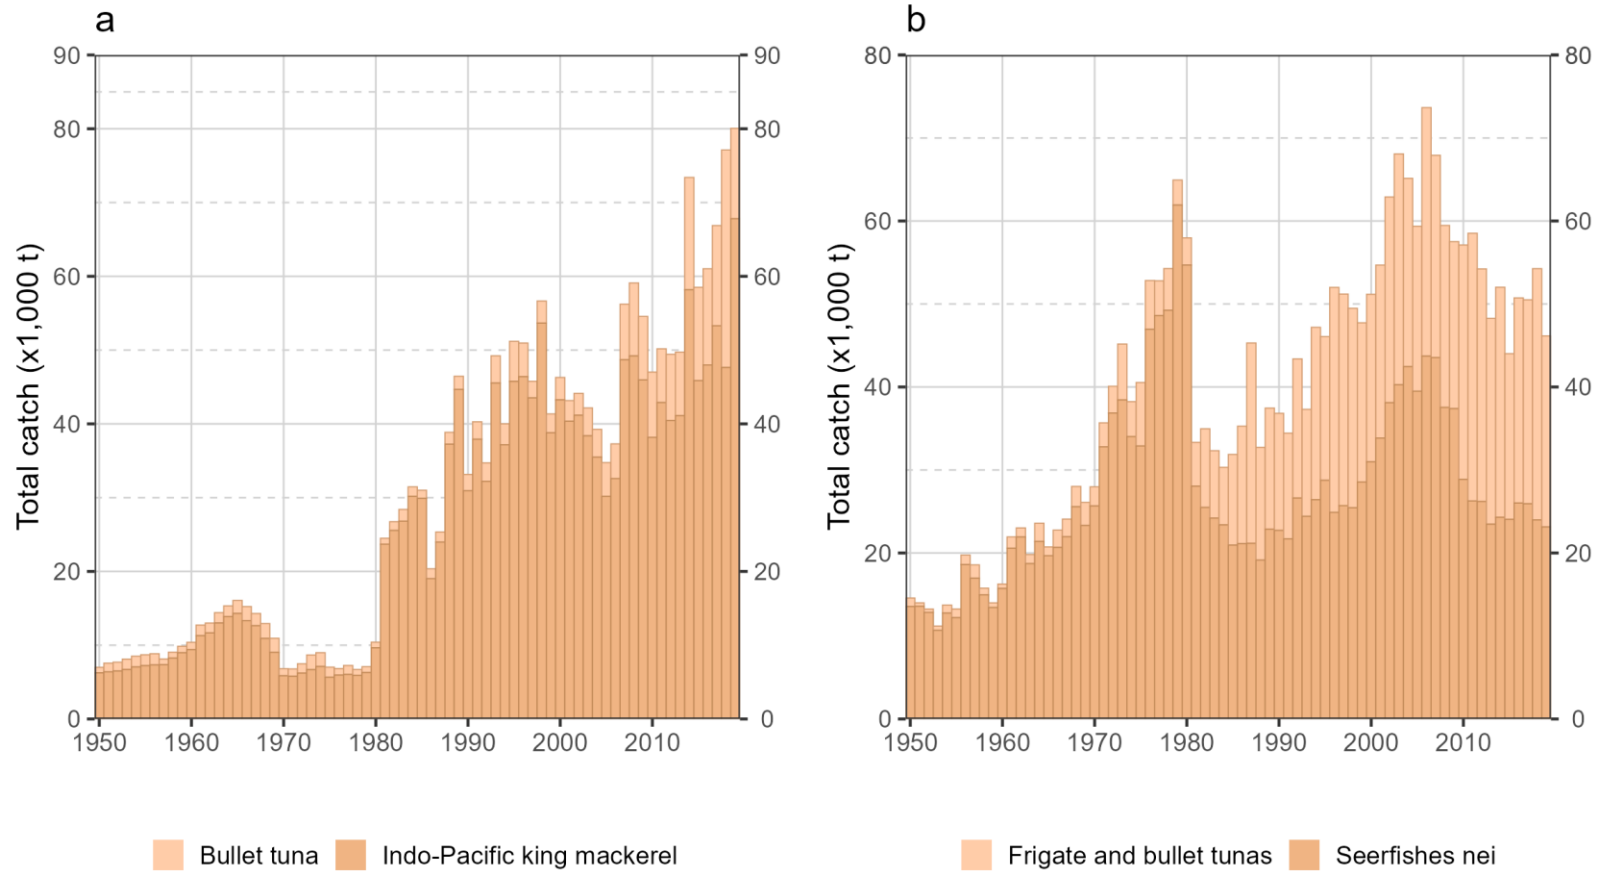 a
Total catch (x1,000 t)
90
80
60
40
20
0
90
80
60
40
20
0
1950 1960 1970 1980 1990 2000 2010
Bullet tuna Indo-Pacific king mackerel
b
Total catch (x1,000 t)
80
60
40
20
0
80
60
40
20
0
1950 1960 1970 1980 1990 2000 2010
Frigate and bullet tunas Seerfishes nei